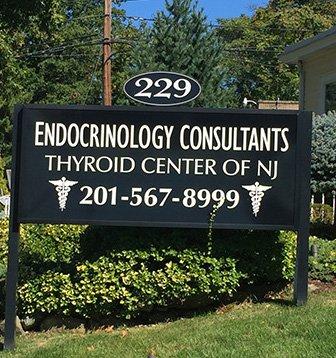 229
ENDOCRINOLOGY CONSULTANTS
THYROID CENTER OF NJ
201-567-8999